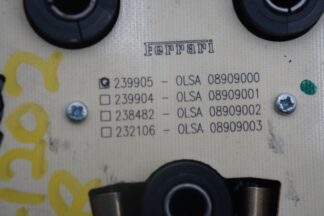 Ferrari
239905 - OLSA 08909000
239904 - OLSA 08909001
238482 - OLSA 08909002
232106 - OLSA 08909003